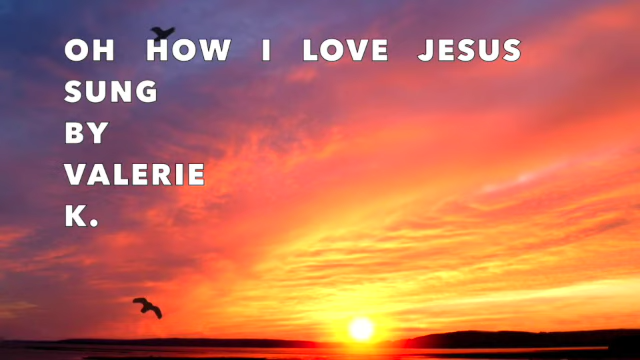 OH HOW I LOVE JESUS
SUNG
BY
VALERIE
K.